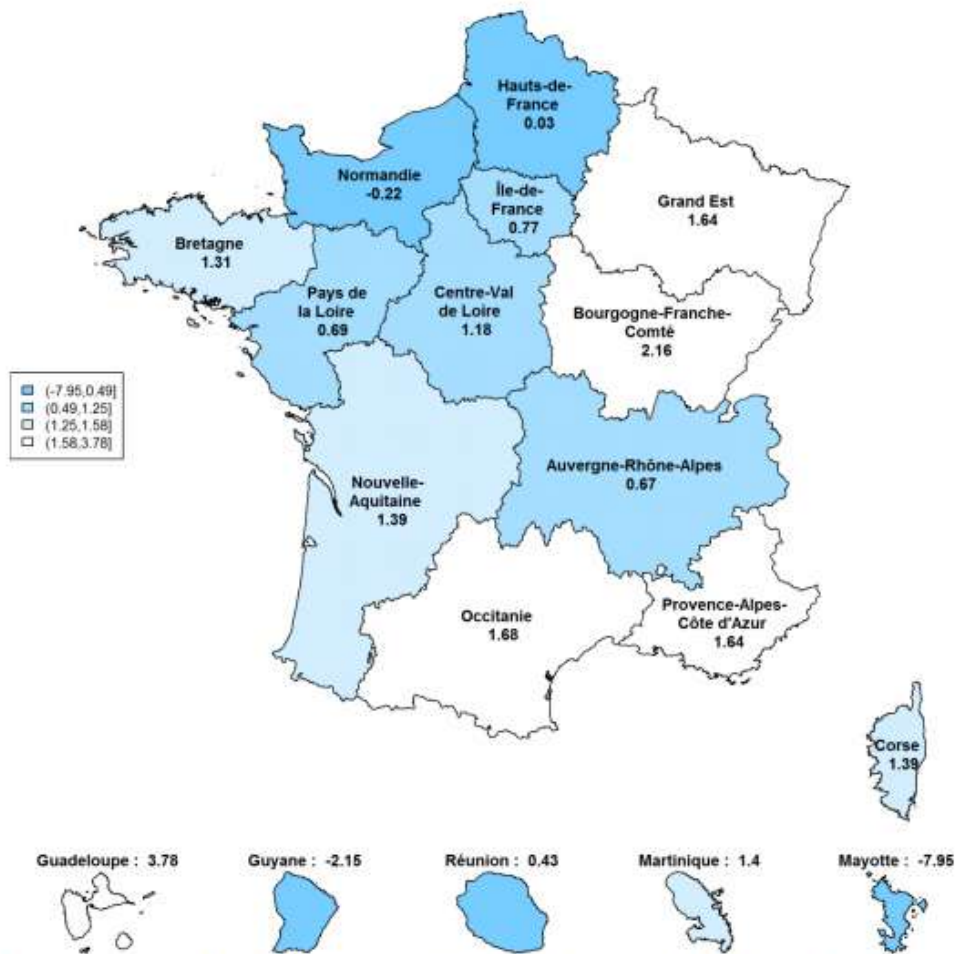 Hauts-de-
France
0.03
Normandie
-0.22
Île-de-
France
0.77
Grand Est
1.64
Bretagne
1.31
Pays de
la Loire
0.69
Centre-Val
de Loire
1.18
Bourgogne-Franche-
Comté
2.16
(-7.95,0.49]
(0.49,1.25]
(1.25,1.58]
(1.58,3.78]
Auvergne-Rhône-Alpes
0.67
Nouvelle-
Aquitaine
1.39
Occitanie
1.68
Provence-Alpes-
Côte d'Azur
1.64
Corse
1.39
Guadeloupe : 3.78
Guyane : -2.15
Réunion : 0.43
Martinique : 1.4
Mayotte : -7.95